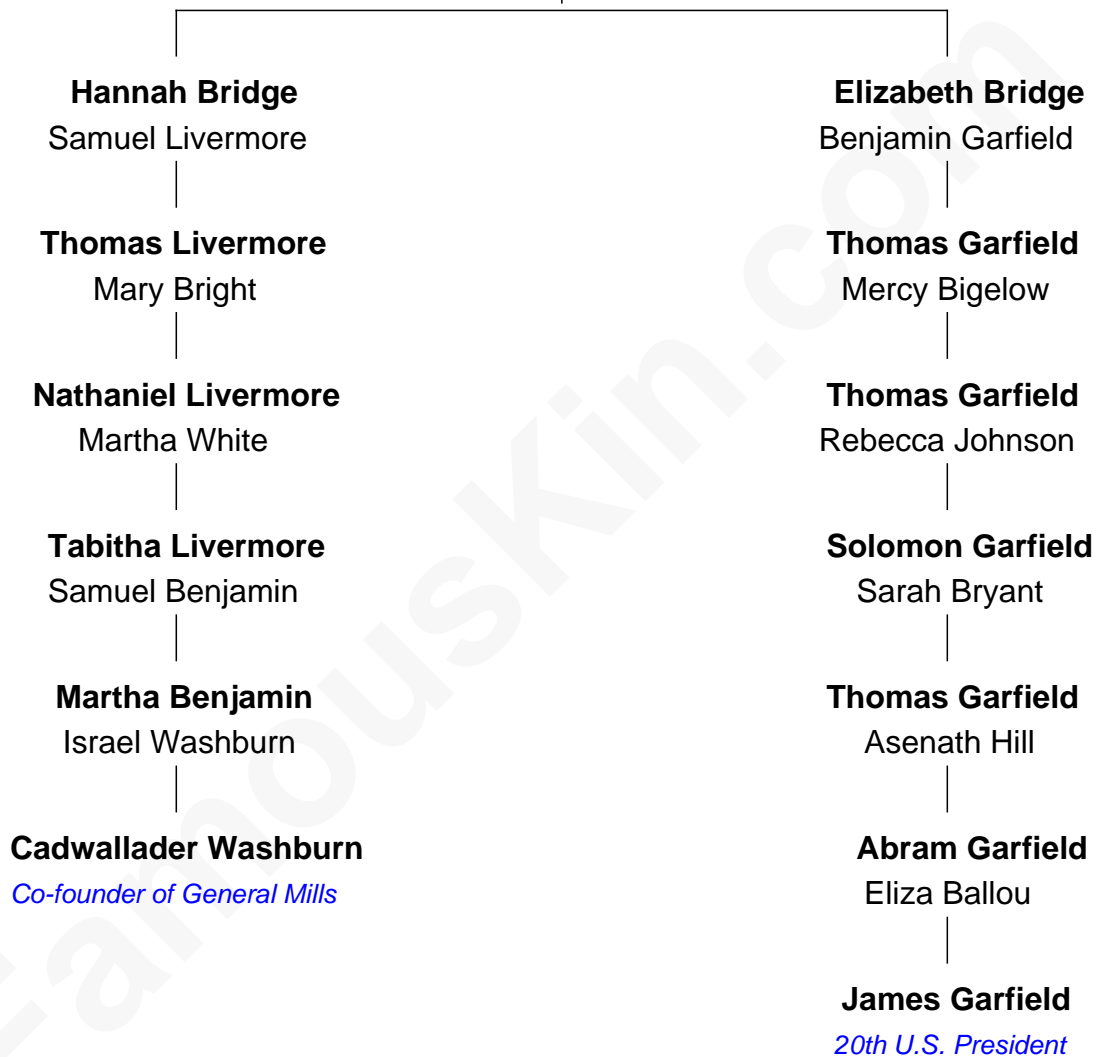 Hannah Bridge
Samuel Livermore
Elizabeth Bridge
Benjamin Garfield
Thomas Livermore
Mary Bright
Thomas Garfield
Mercy Bigelow
Nathaniel Livermore
Martha White
Thomas Garfield
Rebecca Johnson
Tabitha Livermore
Samuel Benjamin
Solomon Garfield
Sarah Bryant
Martha Benjamin
Israel Washburn
Thomas Garfield
Asenath Hill
Cadwallader Washburn
Co-founder of General Mills
Abram Garfield
Eliza Ballou
James Garfield
20th U.S. President
FamousKin.com